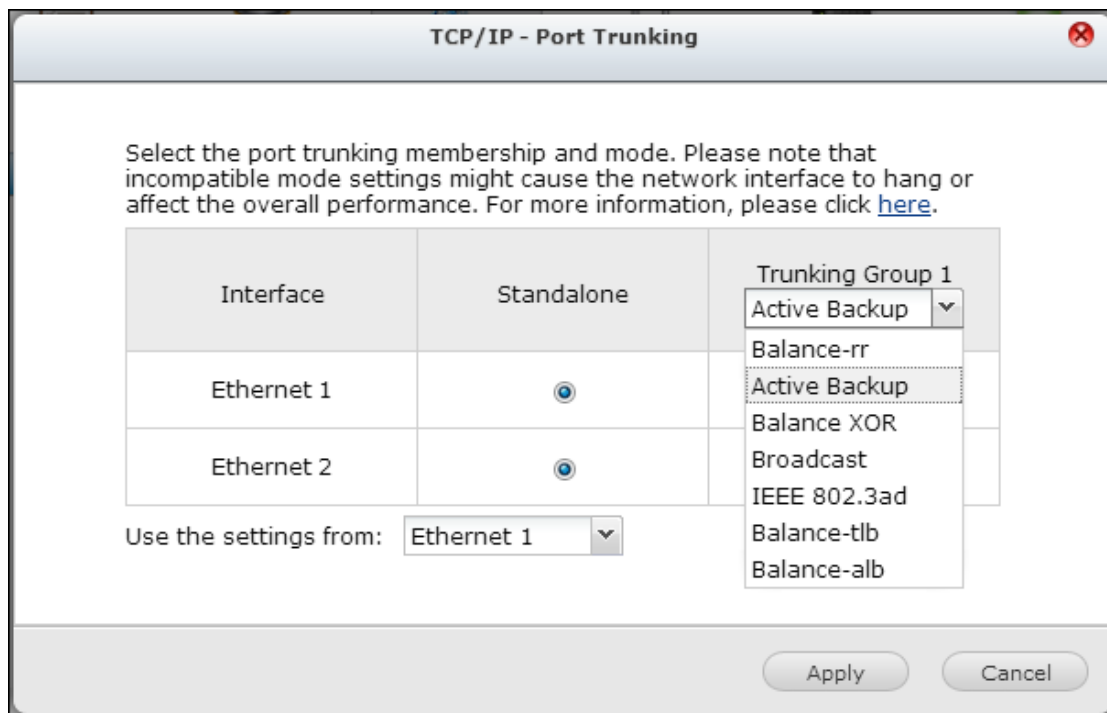 TCP/IP - Port Trunking
Select the port trunking membership and mode. Please note that
incompatible mode settings might cause the network interface to hang or
affect the overall performance. For more information, please click here.
Interface
Standalone
Trunking Group 1
Active Backup
Balance-rr
Active Backup
Balance XOR
Broadcast
IEEE 802.3ad
Balance-tlb
Balance-alb
Ethernet 1
Ethernet 2
Use the settings from: Ethernet 1
Apply Cancel